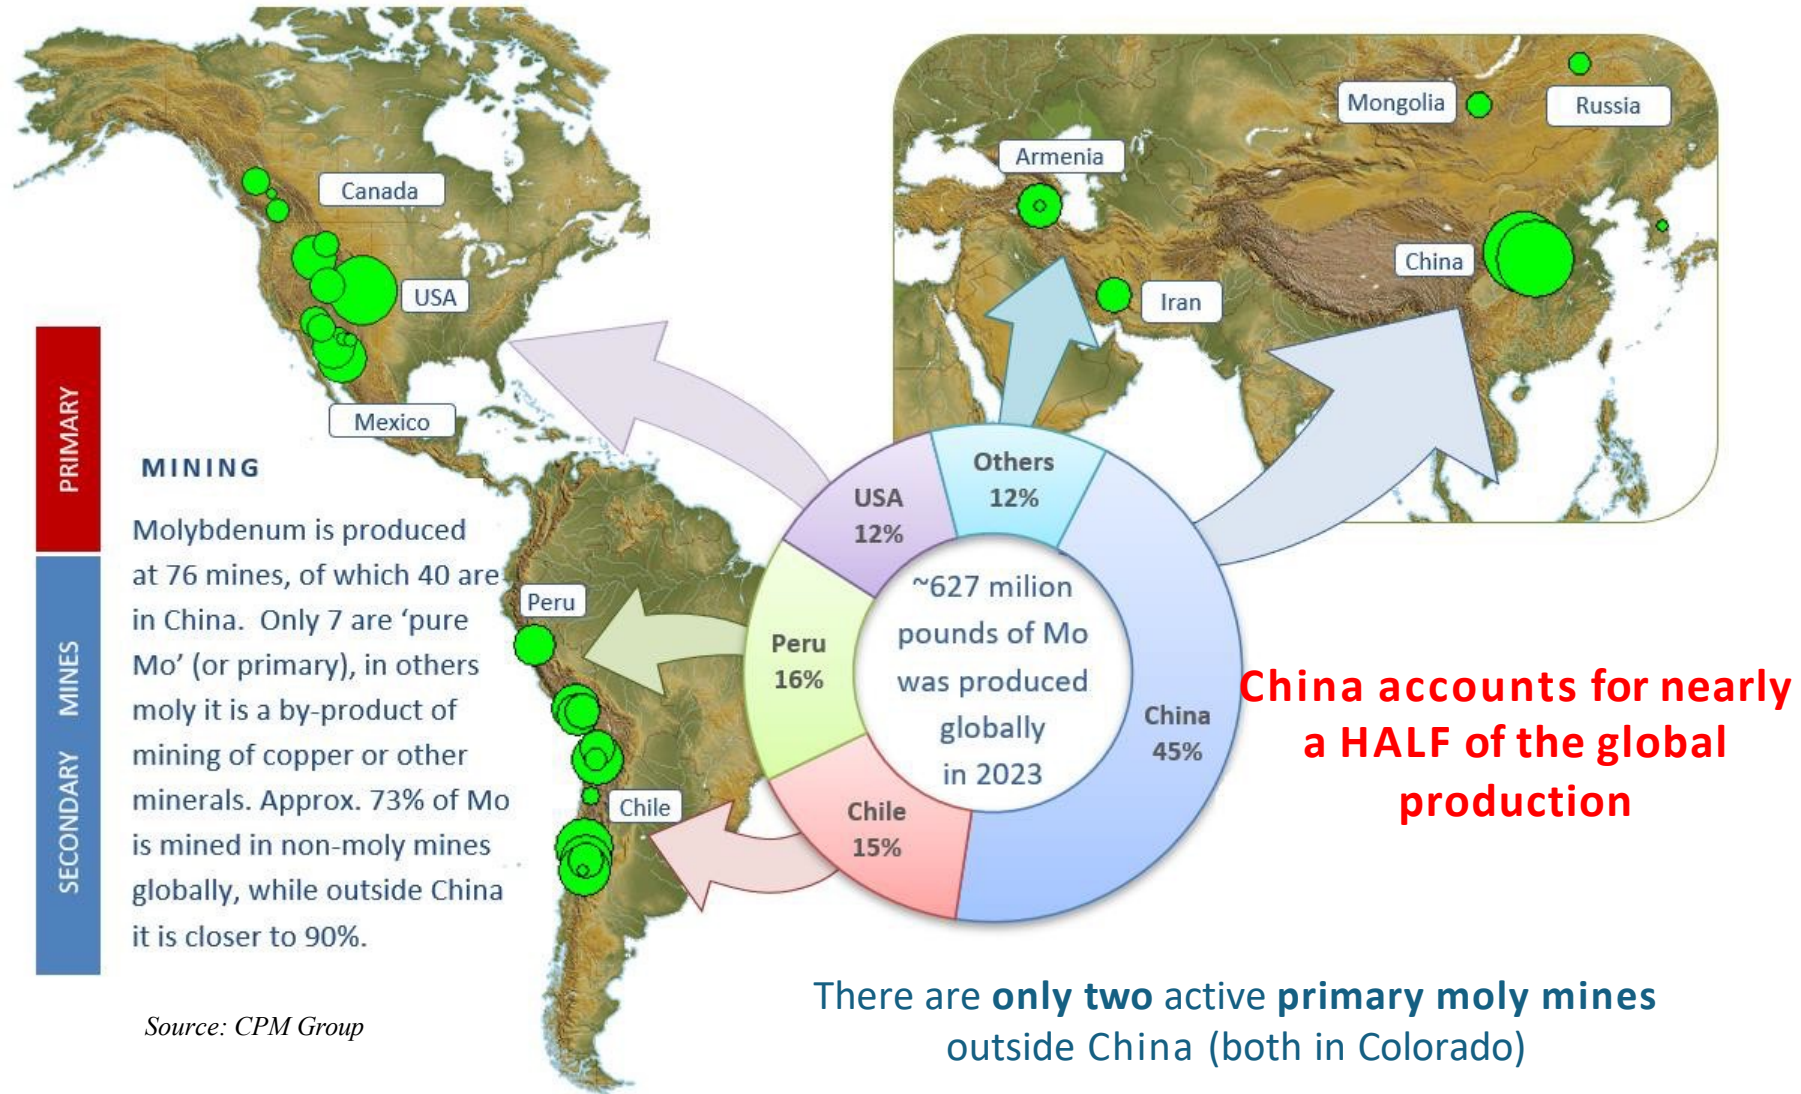 Canada
USA
Mexico
Armenia
Mongolia
Russia
China
Iran
PRIMARY
SECONDARY MINES
MINING
Molybdenum is produced
at 76 mines, of which 40 are
in China. Only 7 are ‘pure
Mo’ (or primary), in others
moly it is a by-product of
mining of copper or other
minerals. Approx. 73% of Mo
is mined in non-moly mines
globally, while outside China
it is closer to 90%.
Source: CPM Group
Peru
Chile
Others
12%
USA
12%
Peru
16%
Chile
15%
China
45%
~627 milion
pounds of Mo
was produced
globally
in 2023
China accounts for nearly
a HALF of the global
production
There are only two active primary moly mines
outside China (both in Colorado)